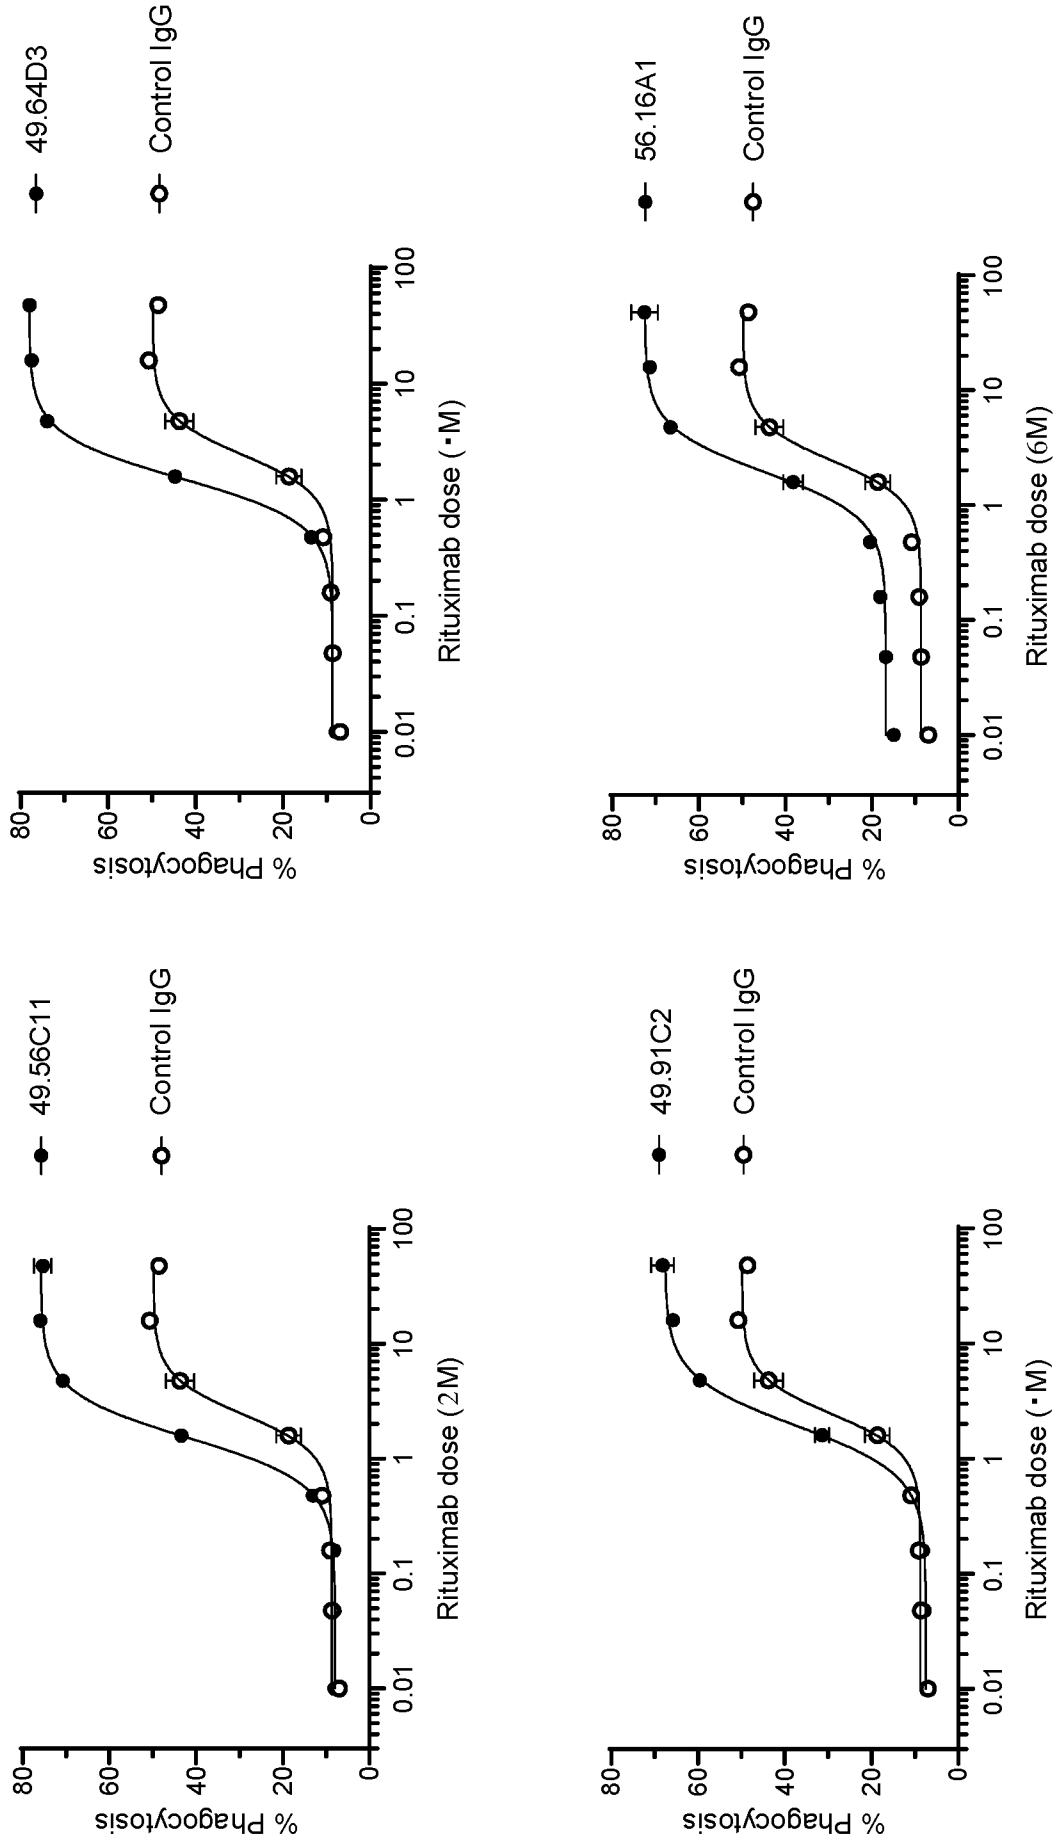 49.56C11
Control IgG
% Phagocytosis
80
60
40
20
0
0.01 0.1 1 10 100
Rituximab dose (2M)
49.64D3
Control IgG
% Phagocytosis
80
60
40
20
0
0.01 0.1 1 10 100
Rituximab dose (·M)
49.91C2
Control IgG
% Phagocytosis
80
60
40
20
0
0.01 0.1 1 10 100
Rituximab dose (·M)
56.16A1
Control IgG
% Phagocytosis
80
60
40
20
0
0.01 0.1 1 10 100
Rituximab dose (6M)